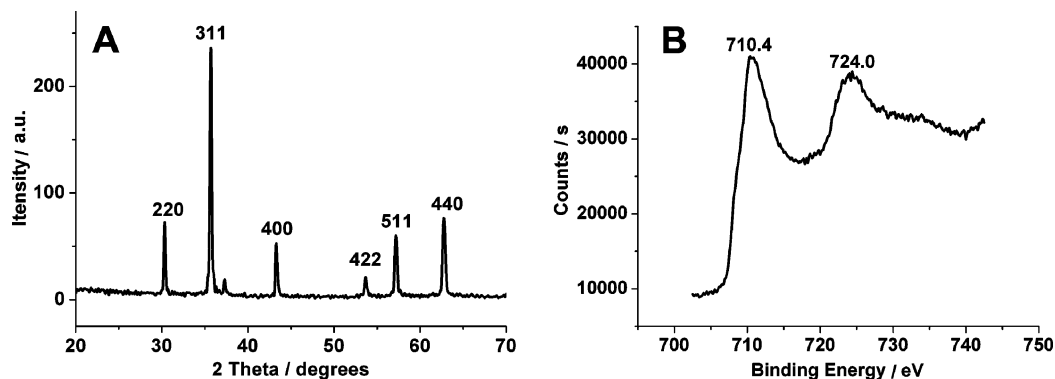 A
311
220
400
422
511
440
200
100
0
Itensity / a.u.
20 30 40 50 60 70
2 Theta / degrees
B
710.4
724.0
40000
30000
20000
10000
Counts / s
700 710 720 730 740 750
Binding Energy / eV